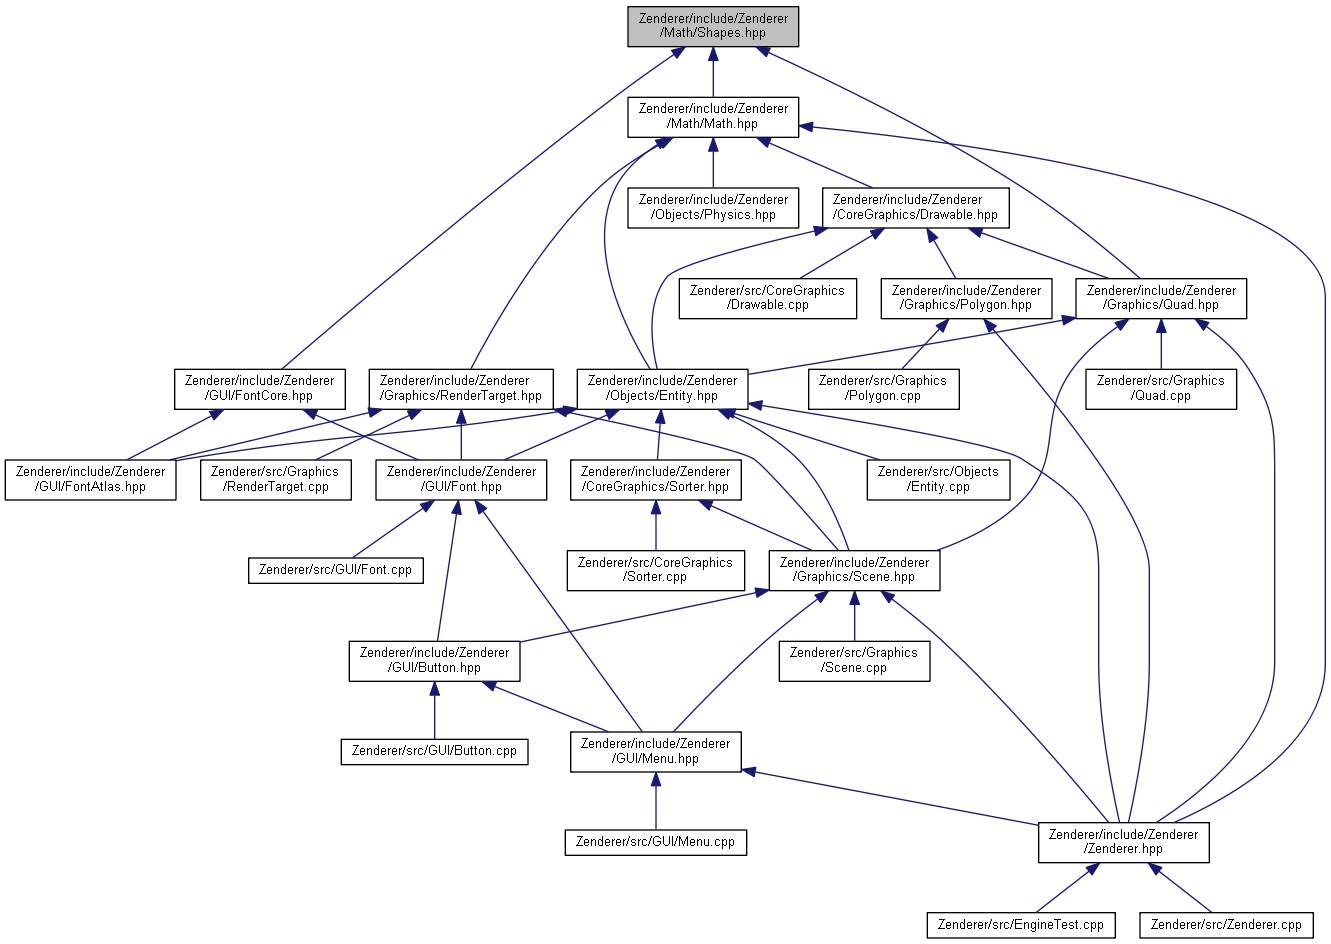 Zenderer/include/Zenderer
/Math/Shapes.hpp
Zenderer/include/Zenderer
/Math/Math.hpp
Zenderer/include/Zenderer
/Objects/Physics.hpp
Zenderer/include/Zenderer
/CoreGraphics/Drawable.hpp
Zenderer/src/CoreGraphics
/Drawable.cpp
Zenderer/include/Zenderer
/Graphics/Polygon.hpp
Zenderer/include/Zenderer
/Graphics/Quad.hpp
Zenderer/include/Zenderer
/GUI/FontCore.hpp
Zenderer/include/Zenderer
/Graphics/RenderTarget.hpp
Zenderer/include/Zenderer
/Objects/Entity.hpp
Zenderer/src/Graphics
/Polygon.cpp
Zenderer/src/Graphics
/Quad.cpp
Zenderer/include/Zenderer
/GUI/FontAtlas.hpp
Zenderer/src/Graphics
/RenderTarget.cpp
Zenderer/include/Zenderer
/GUI/Font.hpp
Zenderer/include/Zenderer
/CoreGraphics/Sorter.hpp
Zenderer/src/Objects
/Entity.cpp
Zenderer/src/GUI/Font.cpp
Zenderer/src/CoreGraphics
/Sorter.cpp
Zenderer/include/Zenderer
/Graphics/Scene.hpp
Zenderer/include/Zenderer
/GUI/Button.hpp
Zenderer/src/Graphics
/Scene.cpp
Zenderer/src/GUI/Button.cpp
Zenderer/include/Zenderer
/GUI/Menu.hpp
Zenderer/src/GUI/Menu.cpp
Zenderer/include/Zenderer
/Zenderer.hpp
Zenderer/src/EngineTest.cpp
Zenderer/src/Zenderer.cpp